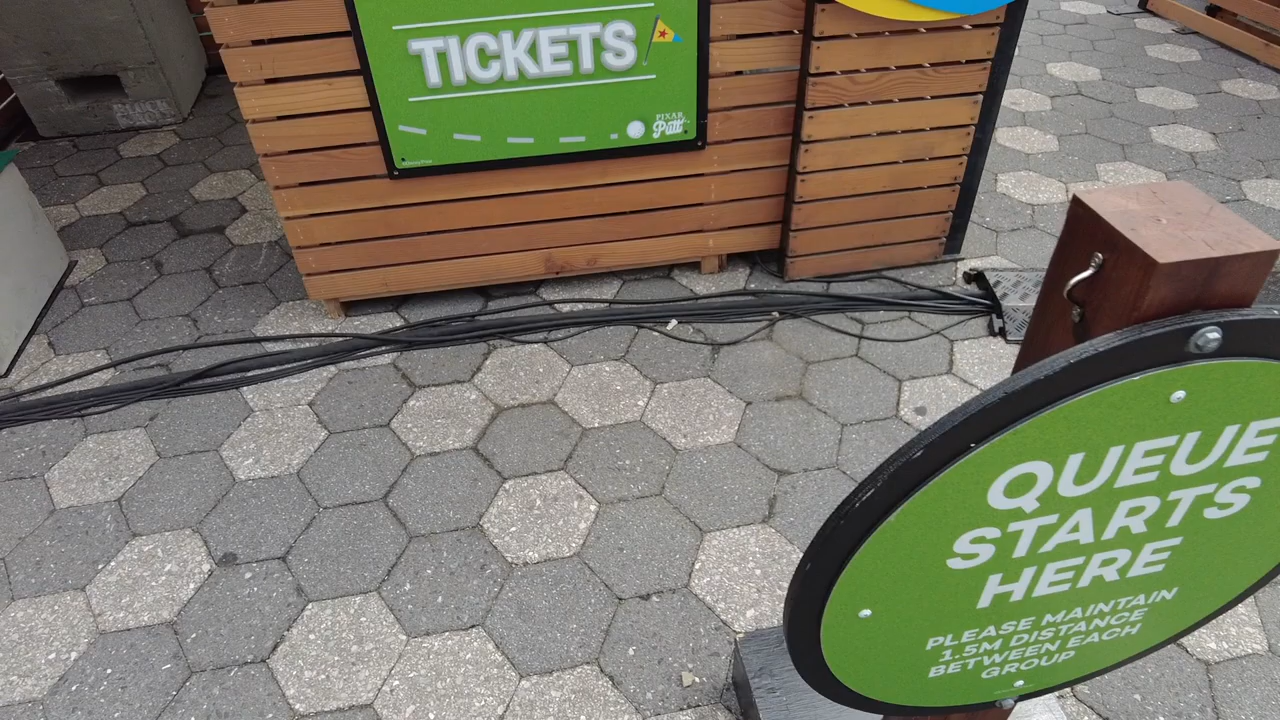 TICKETS
PIXAR
Putt
QUEUE
STARTS
HERE
PLEASE MAINTAIN
1.5M DISTANCE
BETWEEN EACH
GROUP